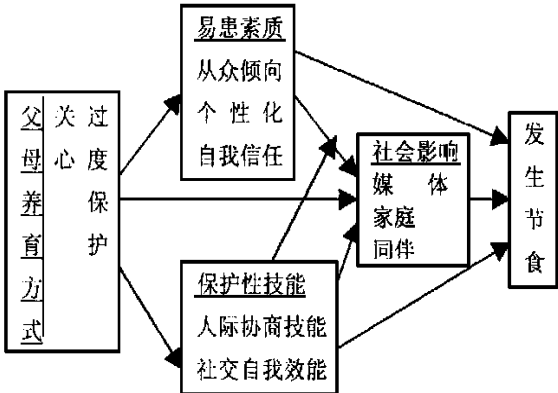 父母养育方式
关心
过度保护
易患素质
从众倾向
个性化
自我信任
保护性技能
人际协商技能
社交自我效能
社会影响
媒体
家庭
同伴
发生节食